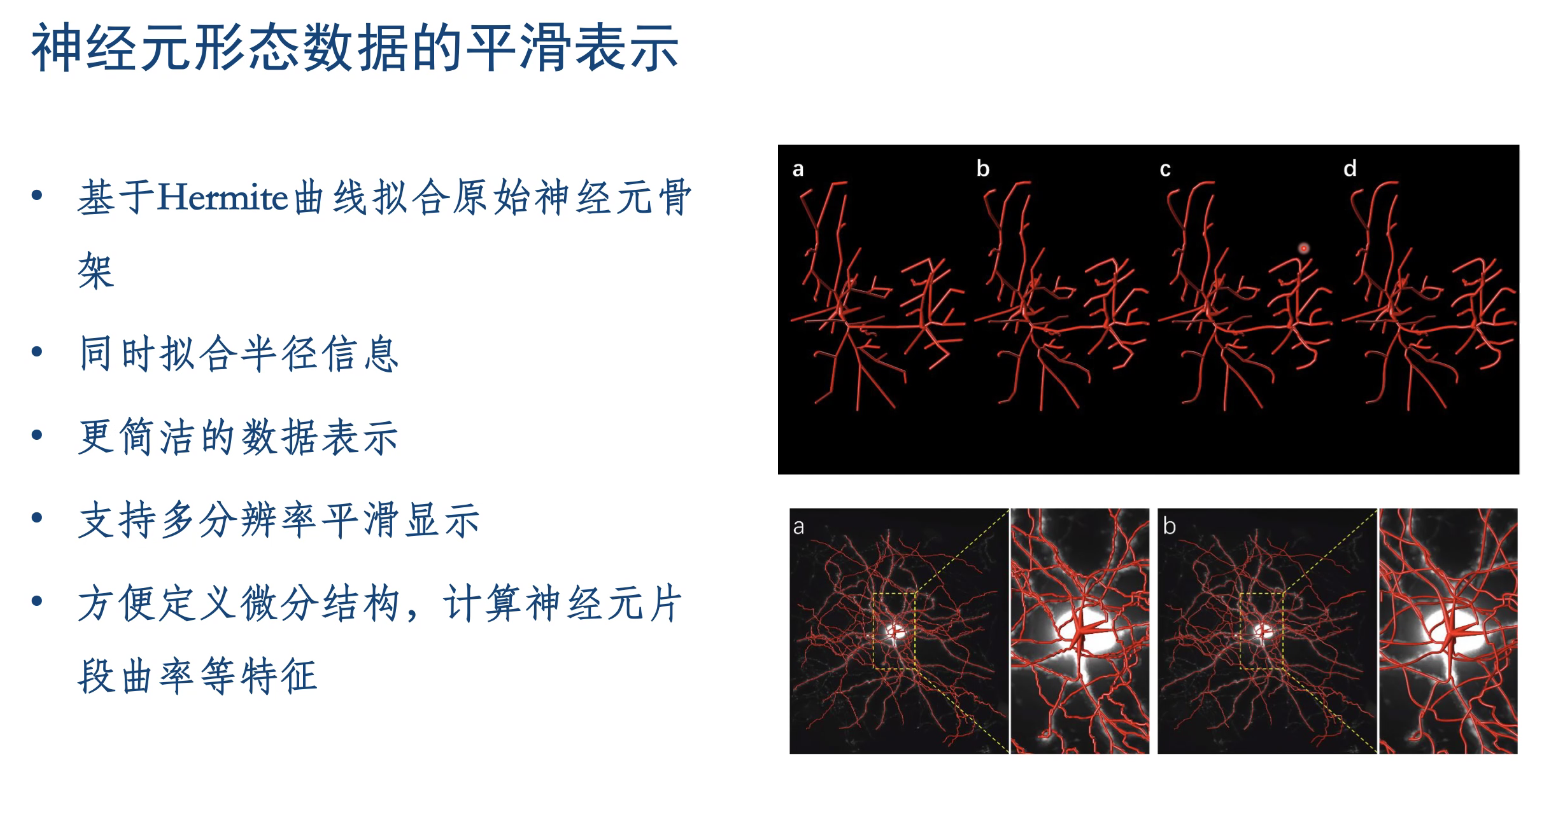 神经元形态数据的平滑表示
• 基于Hermite曲线拟合原始神经元骨
架
• 同时拟合半径信息
• 更简洁的数据表示
• 支持多分辨率平滑显示
• 方便定义微分结构，计算神经元片
段曲率等特征
a b c d
a b